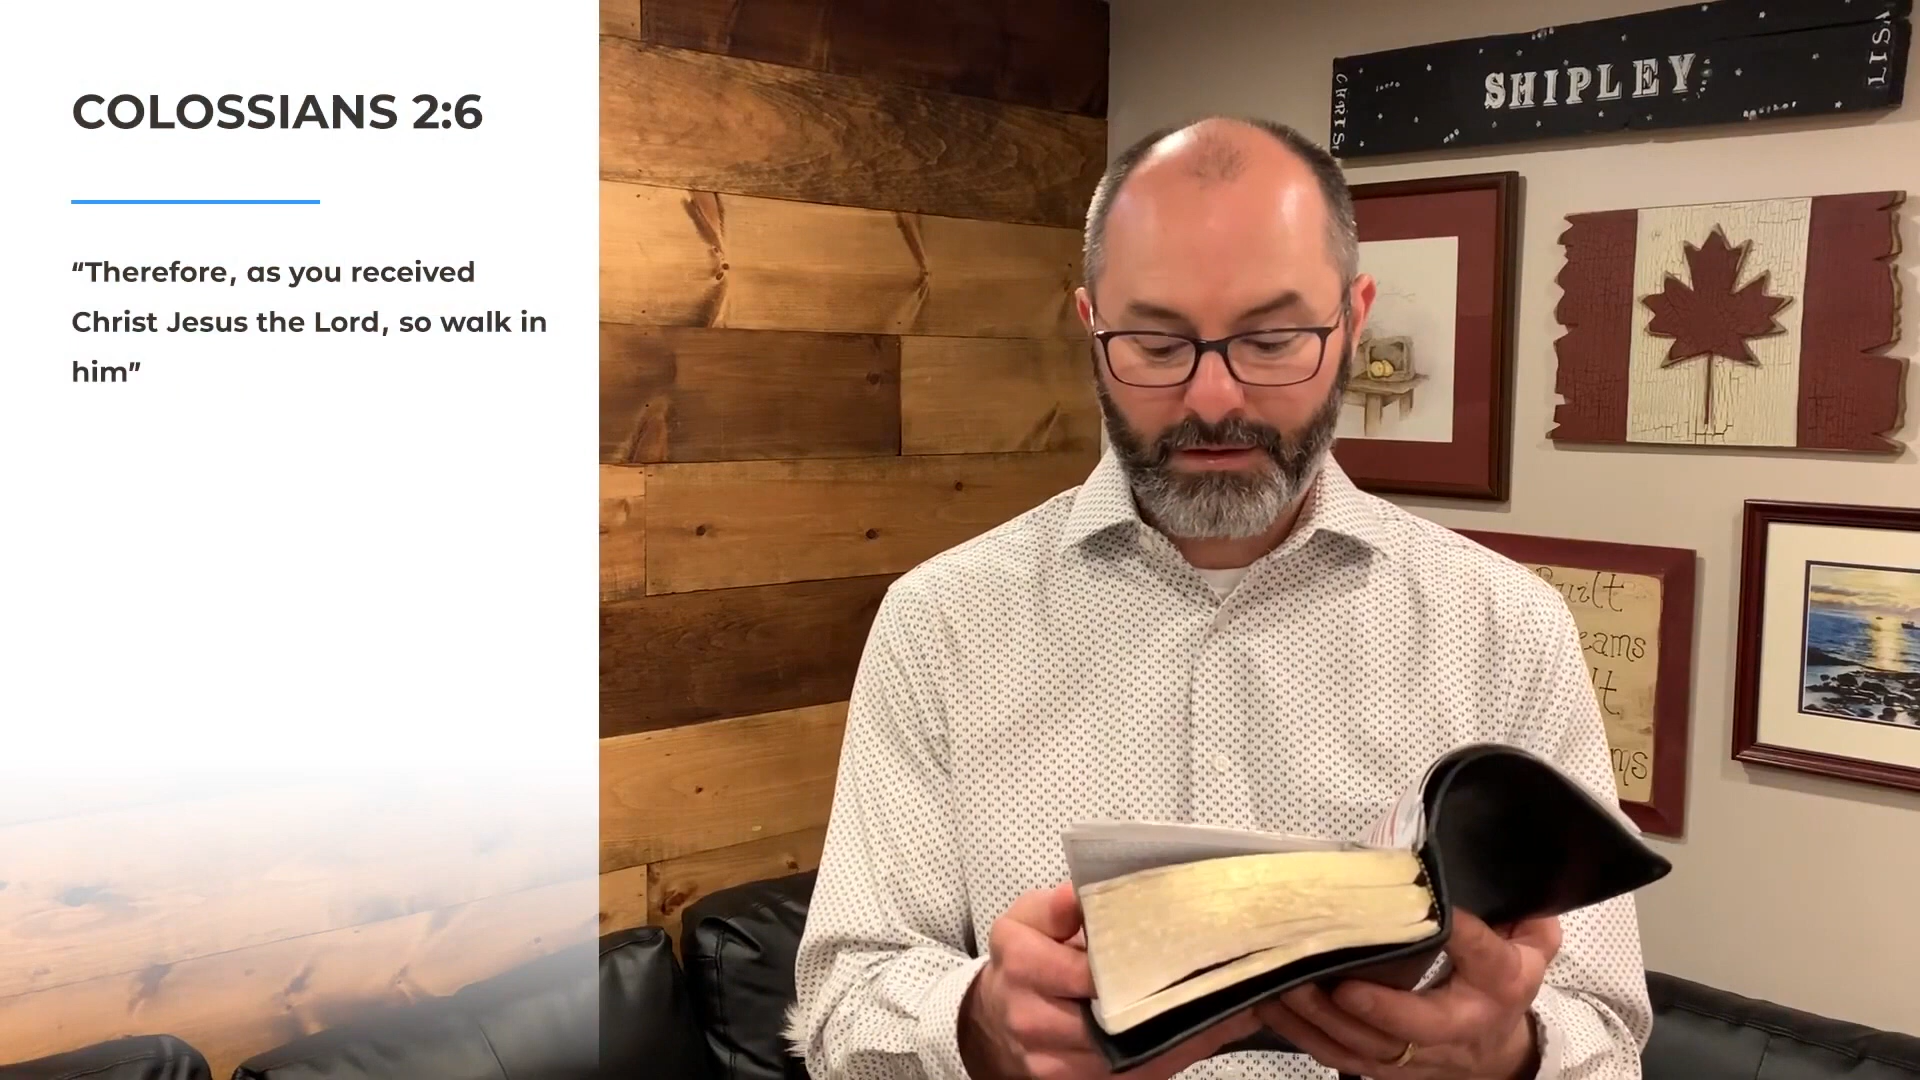 COLOSSIANS 2:6
“Therefore, as you received
Christ Jesus the Lord, so walk in
him”
SHIPLEY